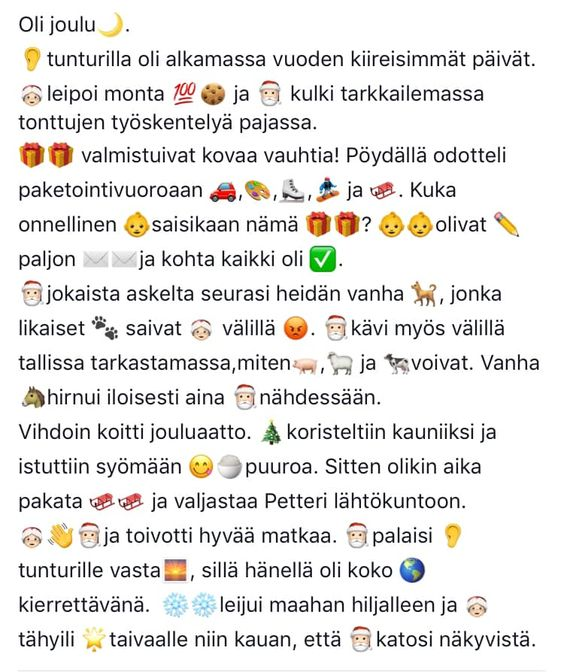 Oli joulu🌙.
👂tunturilla oli alkamassa vuoden kiireisimmät päivät.
🤶🏻leipoi monta 💯🍪 ja 🎅🏻 kulki tarkkailemassa
tonttujen työskentelyä pajassa.
🎁🎁 valmistuivat kovaa vauhtia! Pöydällä odotteli
paketointivuoroaan 🚗,🎨,⛸,🏂 ja 🛷. Kuka
onnellinen 👶saisikaan nämä 🎁🎁? 👶👶olivat ✏️
paljon ✉️✉️ja kohta kaikki oli ✅.
🎅🏻jokaista askelta seurasi heidän vanha 🐕, jonka
likaiset 🐾 saivat 🤶🏻 välillä 😡. 🎅🏻kävi myös välillä
tallissa tarkastamassa,miten🐖,🐑 ja 🐄voivat. Vanha
🐴hirnui iloisesti aina 🎅🏻nähdessään.
Vihdoin koitti jouluaatto. 🎄koristeltiin kauniiksi ja
istuttiin syömään 😋🍚puuroa. Sitten olikin aika
pakata 🛷🛷 ja valjastaa Petteri lähtökuntoon.
🤶🏻👋🎅🏻ja toivotti hyvää matkaa. 🎅🏻palaisi 👂
tunturille vasta🌅, sillä hänellä oli koko 🌎
kierrettävänä. ❄️❄️leijui maahan hiljalleen ja 🤶🏻
tähyili 🌟taivaalle niin kauan, että 🎅🏻katosi näkyvistä.